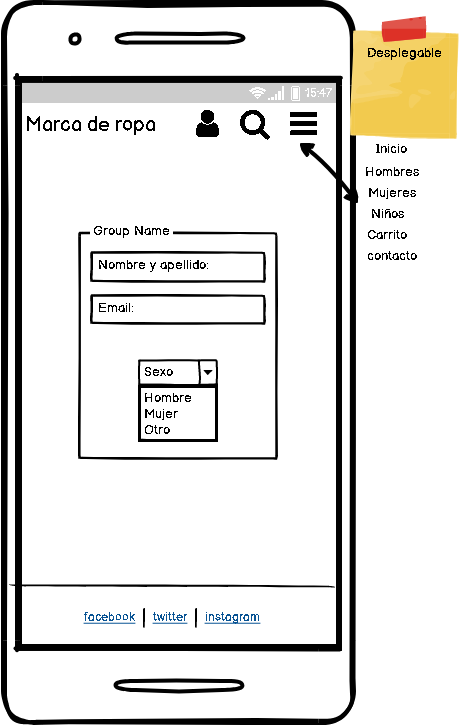 Desplegable
15:47
Marca de ropa
Inicio
Hombres
Mujeres
Niños
Carrito
contacto
Group Name
Nombre y apellido:
Email:
Sexo
Hombre
Mujer
Otro
facebook | twitter | instagram